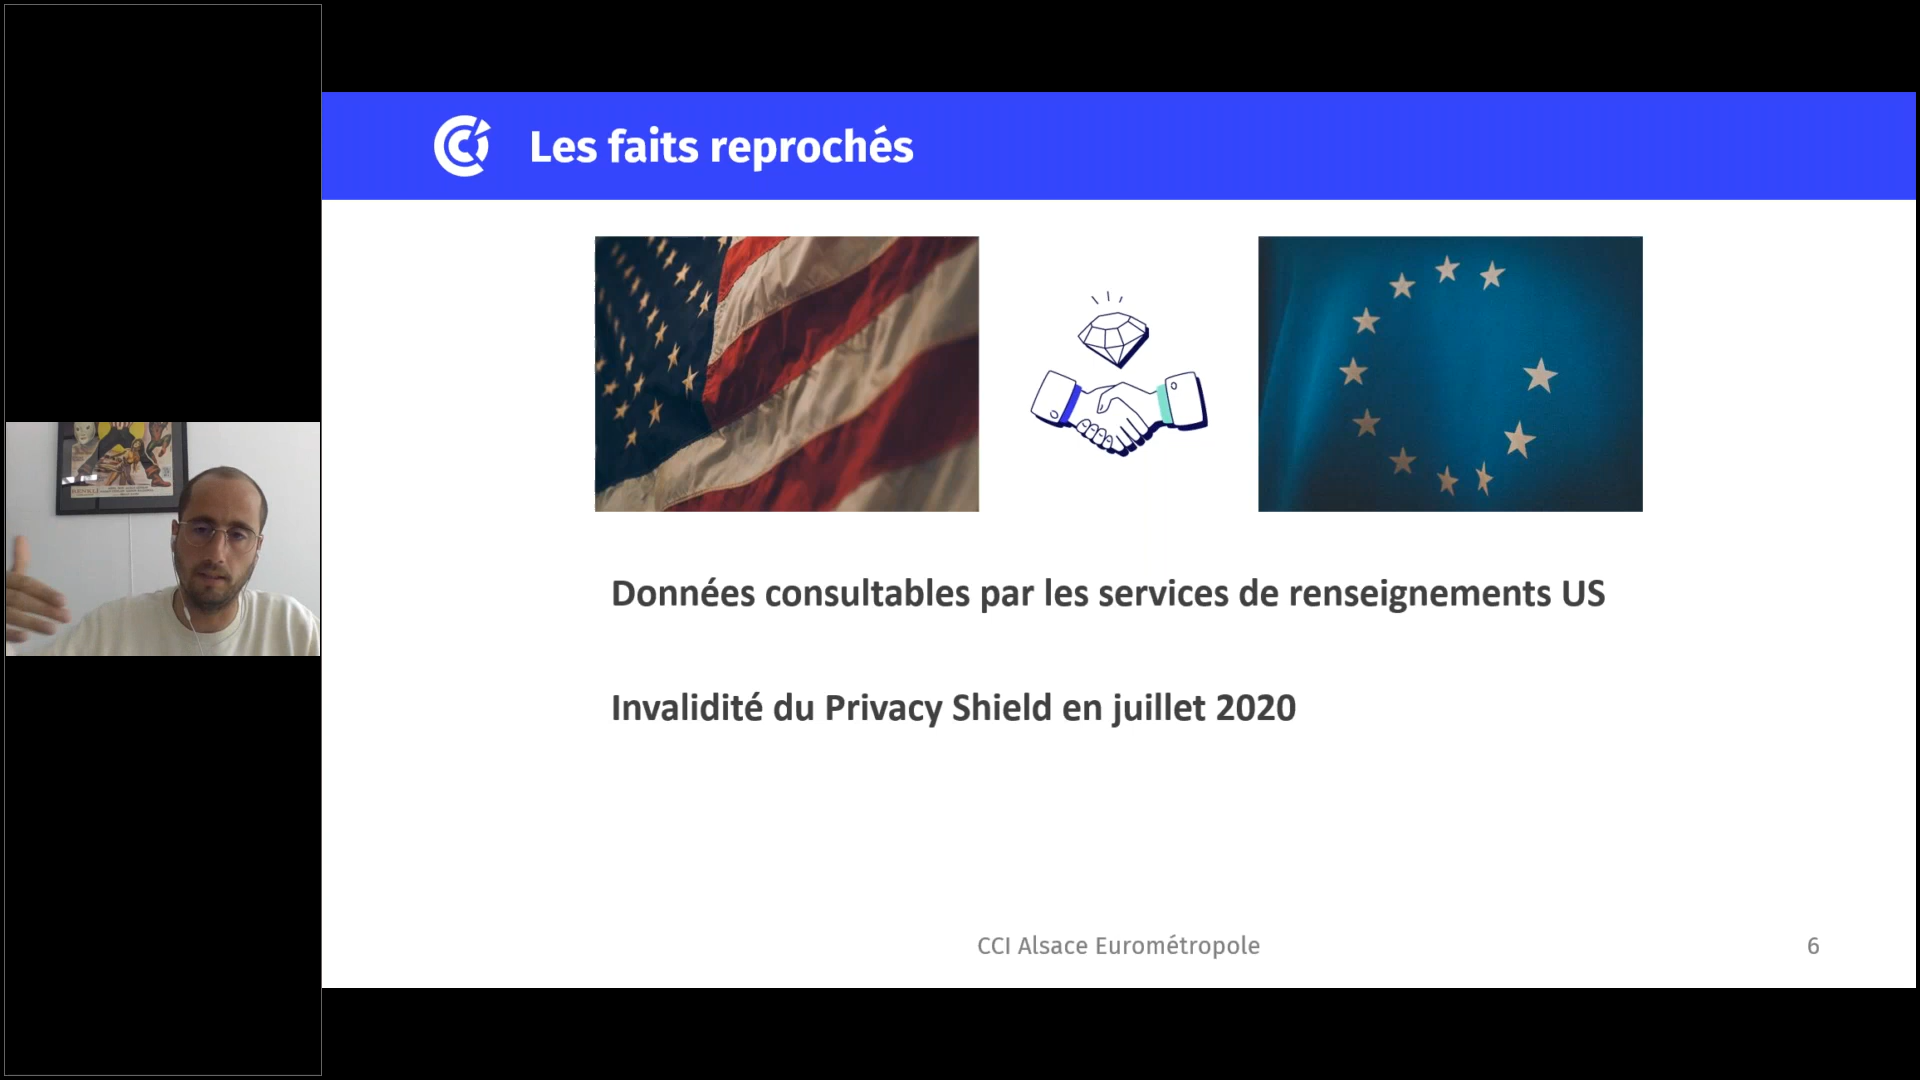 Les faits reprochés
Données consultables par les services de renseignements US
Invalidité du Privacy Shield en juillet 2020
CCI Alsace Eurométropole
6